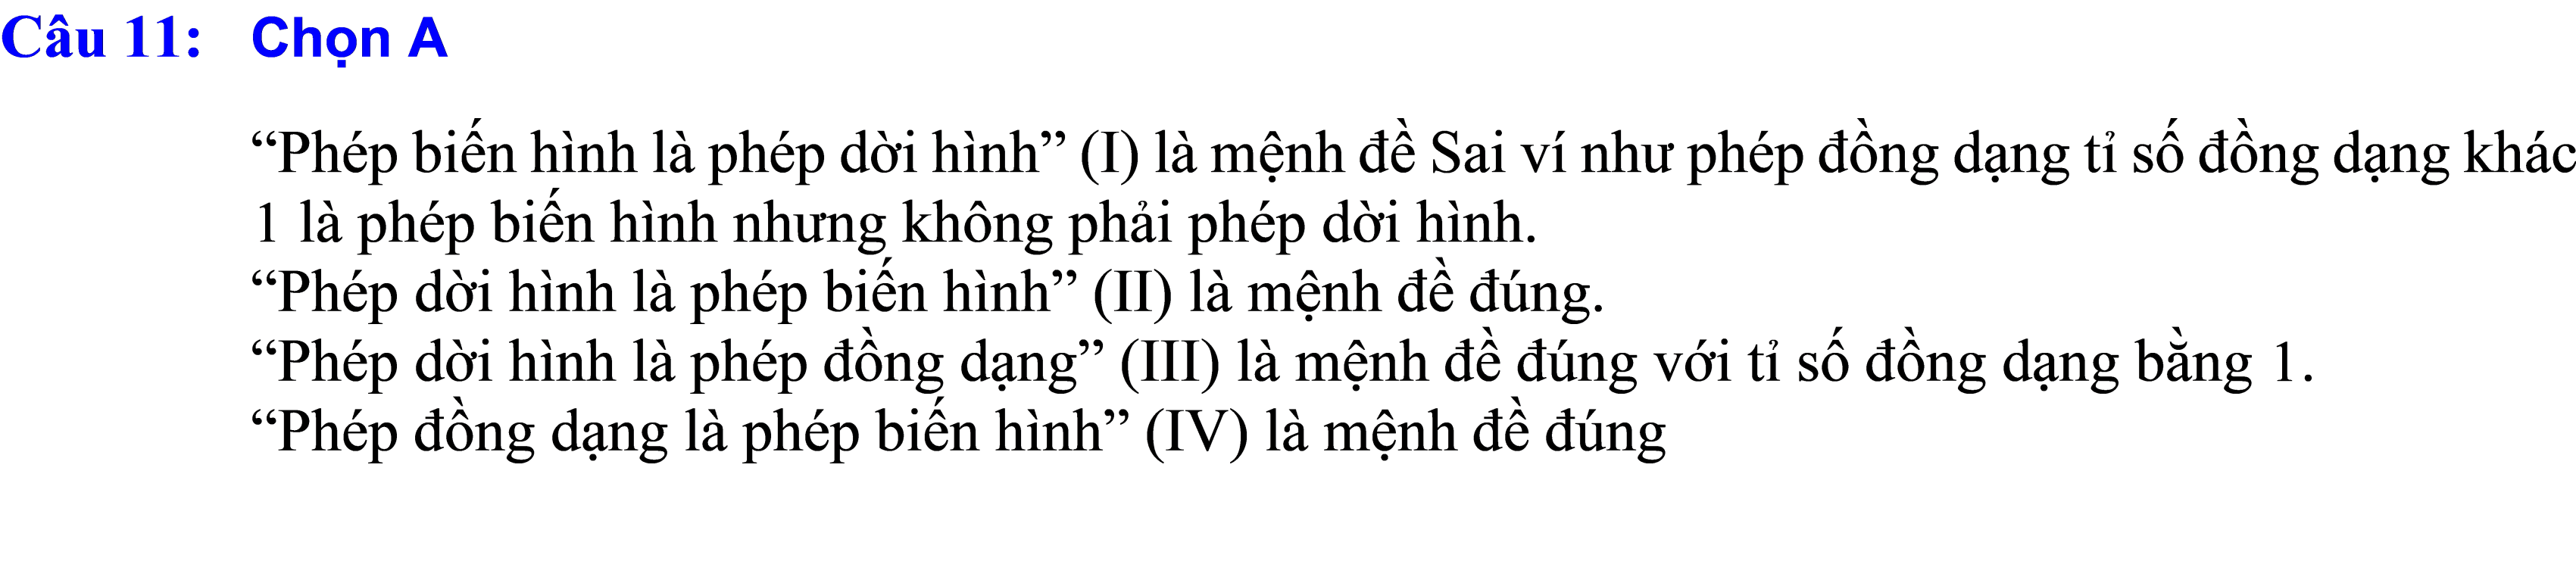 Câu 11: Chọn A
“Phép biến hình là phép dời hình” (I) là mệnh đề Sai ví như phép đồng dạng tỉ số đồng dạng khác
1 là phép biến hình nhưng không phải phép dời hình.
“Phép dời hình là phép biến hình” (II) là mệnh đề đúng.
“Phép dời hình là phép đồng dạng” (III) là mệnh đề đúng với tỉ số đồng dạng bằng 1.
“Phép đồng dạng là phép biến hình” (IV) là mệnh đề đúng